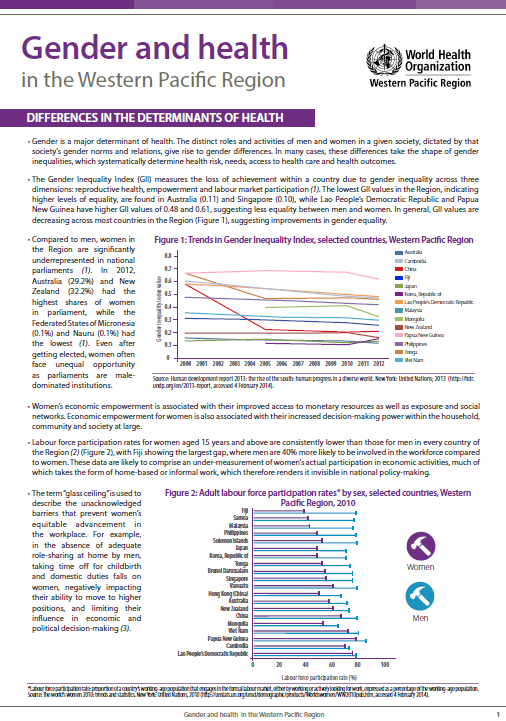 Gender and health
in the Western Pacific Region
World Health
Organization
Western Pacific Region
DIFFERENCES IN THE DETERMINANTS OF HEALTH
• Gender is a major determinant of health. The distinct roles and activities of men and women in a given society, dictated by that
society's gender norms and relations, give rise to gender differences. In many cases, these differences take the shape of gender
inequalities, which systematically determine health risk, needs, access to health care and health outcomes.
• The Gender Inequality Index (GII) measures the loss of achievement within a country due to gender inequality across three
dimensions: reproductive health, empowerment and labour market participation (1). The lowest GII values in the Region, indicating
higher levels of equality, are found in Australia (0.11) and Singapore (0.10), while Lao People's Democratic Republic and Papua
New Guinea have higher GII values of 0.48 and 0.61, suggesting less equality between men and women. In general, GII values are
decreasing across most countries in the Region (Figure 1), suggesting improvements in gender equality.
• Compared to men, women in
the Region are significantly
underrepresented in national
parliaments (1). In 2012,
Australia (29.2%) and New
Zealand (32.2%) had the
highest shares of women
in parliament, while the
Federated States of Micronesia
(0.1%) and Nauru (0.1%) had
the lowest (1). Even after
getting elected, women often
face unequal opportunity
as parliaments are male-
dominated institutions.
Figure 1: Trends in Gender Inequality Index, selected countries, Western Pacific Region
Gender Inequality Index value
0.8
0.7
0.6
0.5
0.4
0.3
0.2
0.1
0
2000 2001 2002 2003 2004 2005 2006 2007 2008 2009 2010 2011 2012
Australia
Cambodia
China
Fiji
Japan
Korea, Republic of
Lao People's Democratic Republic
Malaysia
Mongolia
New Zealand
Papua New Guinea
Philippines
Tonga
Viet Nam
Source: Human development report 2013: the rise of the south: human progress in a diverse world. New York: United Nations; 2013 (http://hdr.
undp.org/en/2013-report, accessed 4 February 2014).
• Women's economic empowerment is associated with their improved access to monetary resources as well as exposure and social
networks. Economic empowerment for women is also associated with their increased decision-making power within the household,
community and society at large.
• Labour force participation rates for women aged 15 years and above are consistently lower than those for men in every country of
the Region (2) (Figure 2), with Fiji showing the largest gap, where men are 40% more likely to be involved in the workforce compared
to women. These data are likely to comprise an under-measurement of women's actual participation in economic activities, much of
which takes the form of home-based or informal work, which therefore renders it invisible in national policy-making.
• The term "glass ceiling" is used to
describe the unacknowledged
barriers that prevent women's
equitable advancement in
the workplace. For example,
in the absence of adequate
role-sharing at home by men,
taking time off for childbirth
and domestic duties falls on
women, negatively impacting
their ability to move to higher
positions, and limiting their
influence in economic and
political decision-making (3).
Figure 2: Adult labour force participation rates* by sex, selected countries, Western
Pacific Region, 2010
Fiji
Samoa
Malaysia
Philippines
Solomon Islands
Japan
Korea, Republic of
Tonga
Brunei Darussalam
Singapore
Vanuatu
Hong Kong (China)
Australia
New Zealand
China
Mongolia
Viet Nam
Papua New Guinea
Cambodia
Lao People's Democratic Republic
0 20 40 60 80 100
Labour force participation rate (%)
Women
Men
*Labour force participation rate: proportion of a country's working-age population that engages in the formal labour market, either by working or actively looking for work, expressed as a percentage of the working-age population.
Source: The world's women 2010: trends and statistics. New York: United Nations, 2010 (http://unstats.un.org/unsd/demographic/products/Worldswomen/WW2010pub.htm, accessed 4 February 2014).
Gender and health in the Western Pacific Region 1